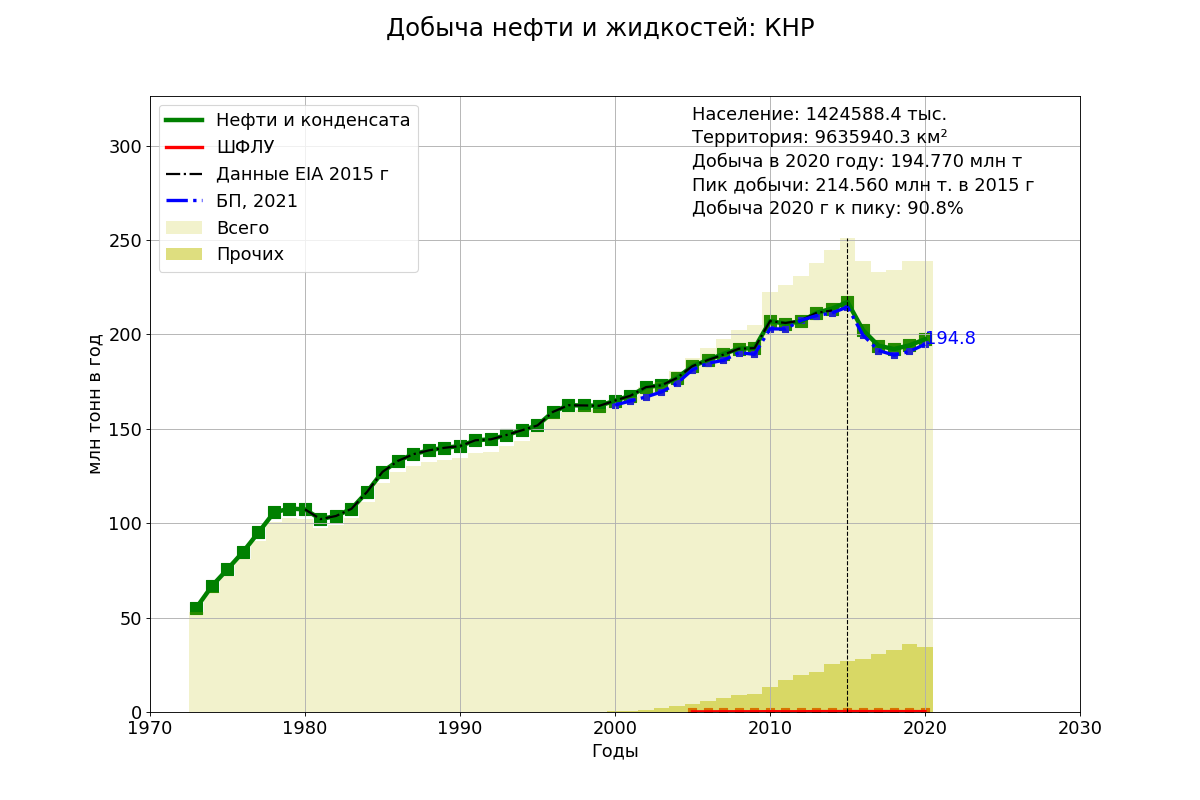 Добыча нефти и жидкостей: КНР
Нефти и конденсата
ШФЛУ
Данные EIA 2015 г
БП, 2021
Всего
Прочих
Население: 1424588.4 тыс.
Территория: 9635940.3 км²
Добыча в 2020 году: 194.770 млн т
Пик добычи: 214.560 млн т. в 2015 г
Добыча 2020 г к пику: 90.8%
194.8
млн тонн в год
300
250
200
150
100
50
0
1970 1980 1990 2000 2010 2020 2030
Годы